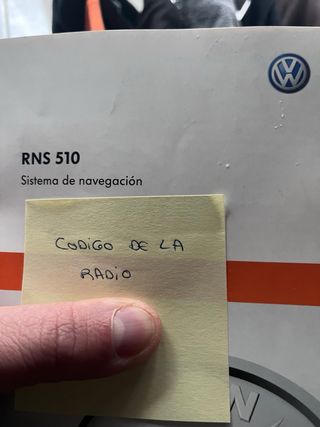 RNS 510
Sistema de navegación
CODIGO DE LA
RADIO